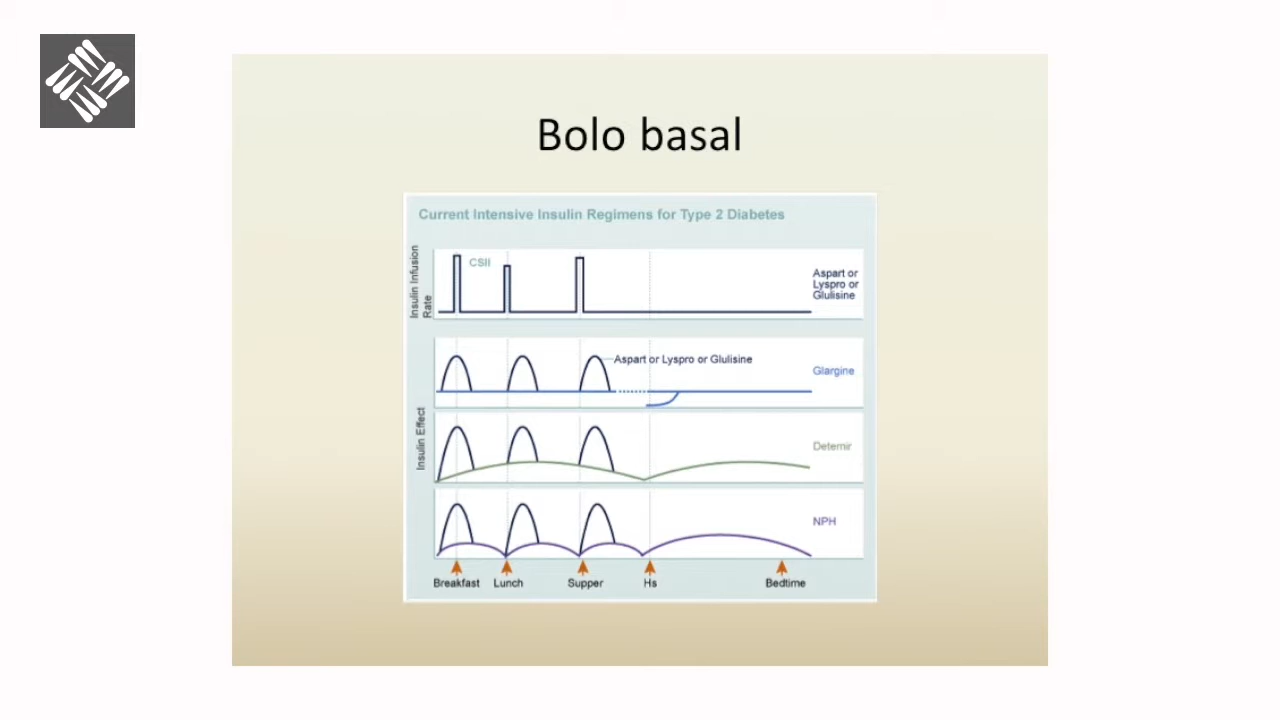 Bolo basal
Current Intensive Insulin Regimens for Type 2 Diabetes
Insulin Infusion
Rate
CSII
Aspart or
Lyspro or
Glulisine
Insulin Effect
Aspart or Lyspro or Glulisine
Glargine
Detemir
NPH
Breakfast
Lunch
Supper
Hs
Bedtime